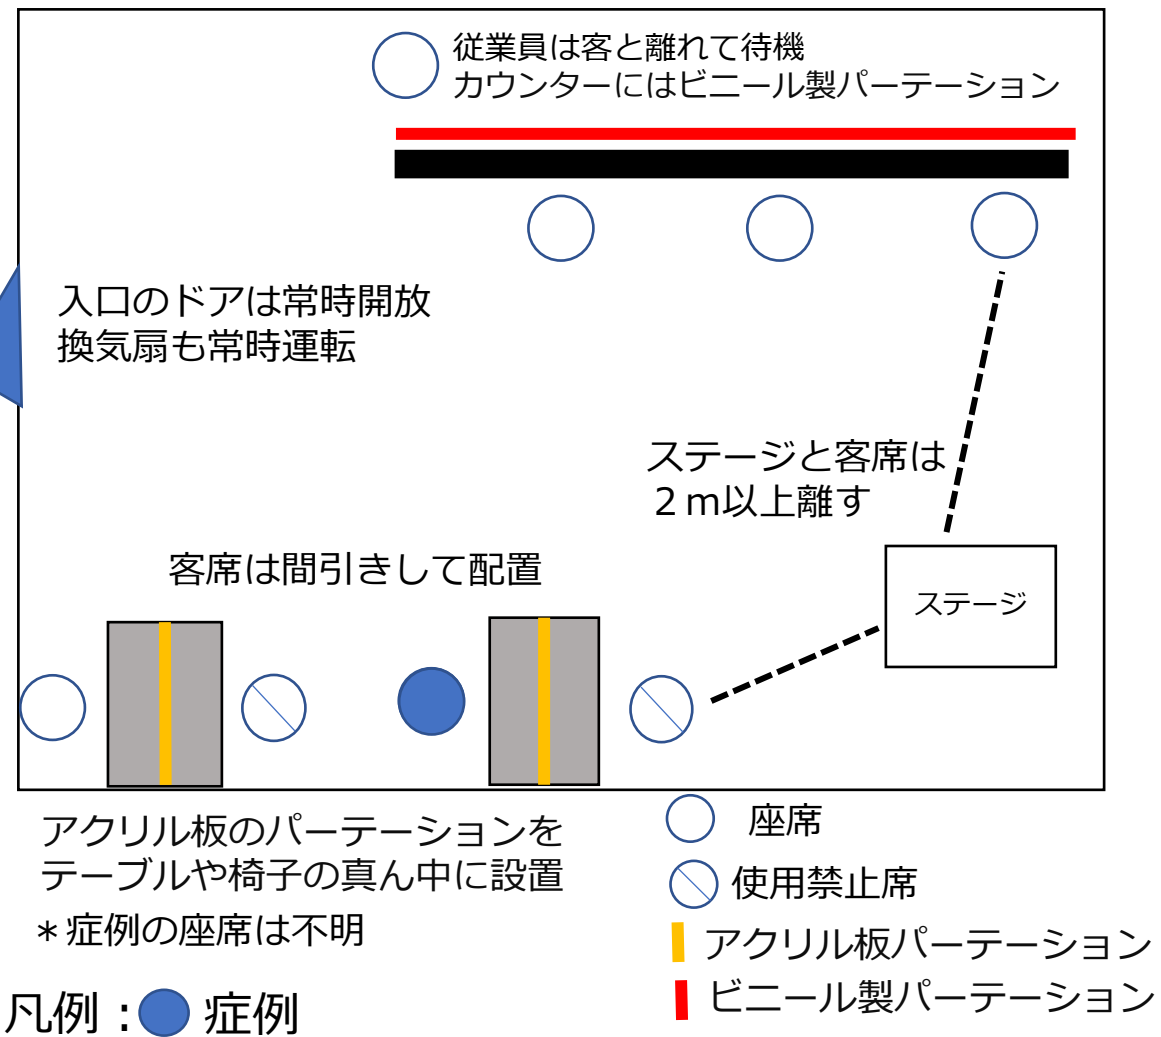 従業員は客と離れて待機
カウンターにはビニール製パーテーション
入口のドアは常時開放
換気扇も常時運転
ステージと客席は
２ｍ以上離す
客席は間引きして配置
ステージ
アクリル板のパーテーションを
テーブルや椅子の真ん中に設置
＊症例の座席は不明
座席
使用禁止席
アクリル板パーテーション
ビニール製パーテーション
凡例：
症例